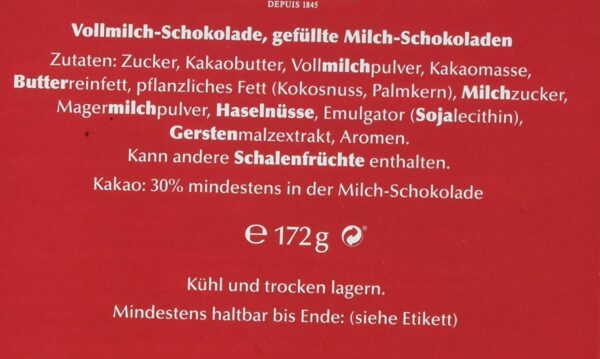 DEPUIS 1845
Vollmilch-Schokolade, gefüllte Milch-Schokoladen
Zutaten: Zucker, Kakaobutter, Vollmilchpulver, Kakaomasse,
Butterreinfett, pflanzliches Fett (Kokosnuss, Palmkern), Milchzucker,
Magermilchpulver, Haselnüsse, Emulgator (Sojalecithin),
Gerstenmalzextrakt, Aromen.
Kann andere Schalenfrüchte enthalten.
Kakao: 30% mindestens in der Milch-Schokolade
℮ 172g
Kühl und trocken lagern.
Mindestens haltbar bis Ende: (siehe Etikett)